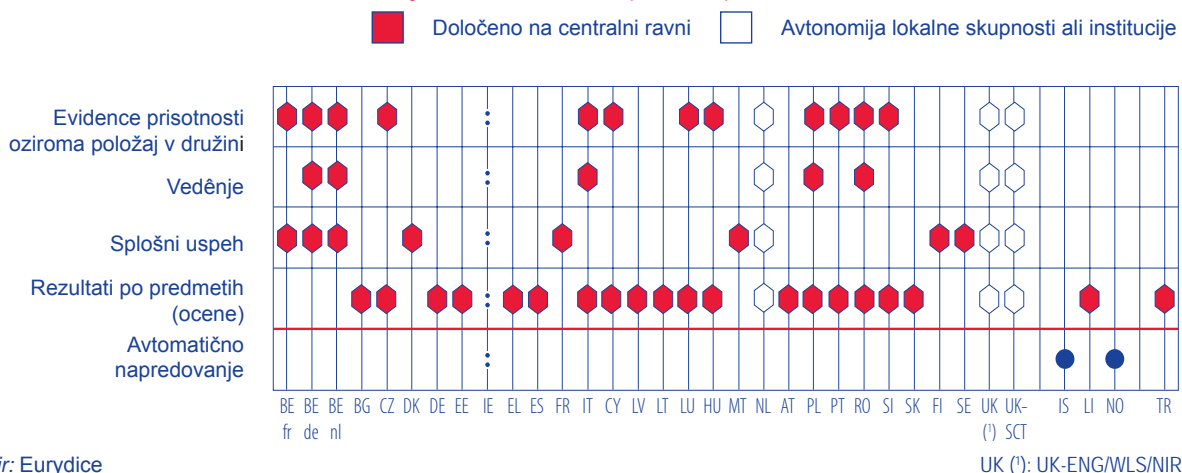 Določeno na centralni ravni
Avtonomija lokalne skupnosti ali institucije
Evidence prisotnosti
oziroma položaj v družini
Vedênje
Splošni uspeh
Rezultati po predmetih
(ocene)
Avtomatično
napredovanje
BE BE BE BG CZ DK DE EE IE EL ES FR IT CY LV LT LU HU MT NL AT PL PT RO SI SK FI SE UK UK- IS LI NO TR
fr de nl (¹) SCT
ir: Eurydice
UK (¹): UK-ENG/WLS/NIR